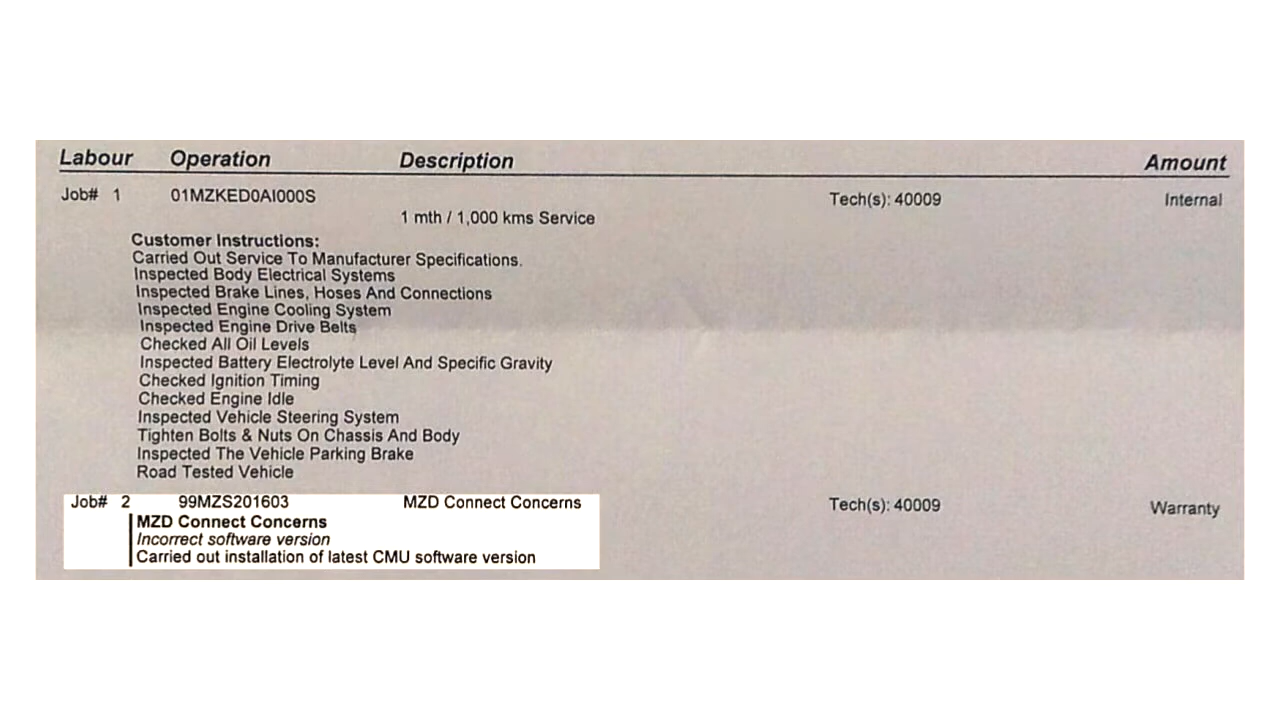 Labour Operation Description Amount
Job# 1 01MZKED0AI000S Tech(s): 40009 Internal
1 mth / 1,000 kms Service
Customer Instructions:
Carried Out Service To Manufacturer Specifications.
Inspected Body Electrical Systems
Inspected Brake Lines, Hoses And Connections
Inspected Engine Cooling System
Inspected Engine Drive Belts
Checked All Oil Levels
Inspected Battery Electrolyte Level And Specific Gravity
Checked Ignition Timing
Checked Engine Idle
Inspected Vehicle Steering System
Tighten Bolts & Nuts On Chassis And Body
Inspected The Vehicle Parking Brake
Road Tested Vehicle
Job# 2 99MZS201603 MZD Connect Concerns Tech(s): 40009 Warranty
MZD Connect Concerns
Incorrect software version
Carried out installation of latest CMU software version